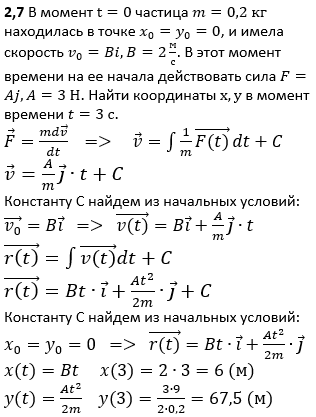 2,7 В момент t = 0 частица m = 0,2 кг
находилась в точке x₀ = y₀ = 0, и имела
скорость v₀ = Bi, B = 2 м/с. В этот момент
времени на ее начала действовать сила F =
Aj, A = 3 Н. Найти координаты x, y в момент
времени t = 3 с.
F⃗ = mdv⃗/dt => v⃗ = ∫ 1/m F(t)⃗ dt + C
v⃗ = A/m j⃗ · t + C
Константу С найдем из начальных условий:
v₀⃗ = Bi⃗ => v(t)⃗ = Bi⃗ + A/m j⃗ · t
r(t)⃗ = ∫ v(t)⃗ dt + C
r(t)⃗ = Bt · i⃗ + At²/2m · j⃗ + C
Константу С найдем из начальных условий:
x₀ = y₀ = 0 => r(t)⃗ = Bt · i⃗ + At²/2m · j⃗
x(t) = Bt x(3) = 2 · 3 = 6 (м)
y(t) = At²/2m y(3) = 3·9/2·0,2 = 67,5 (м)